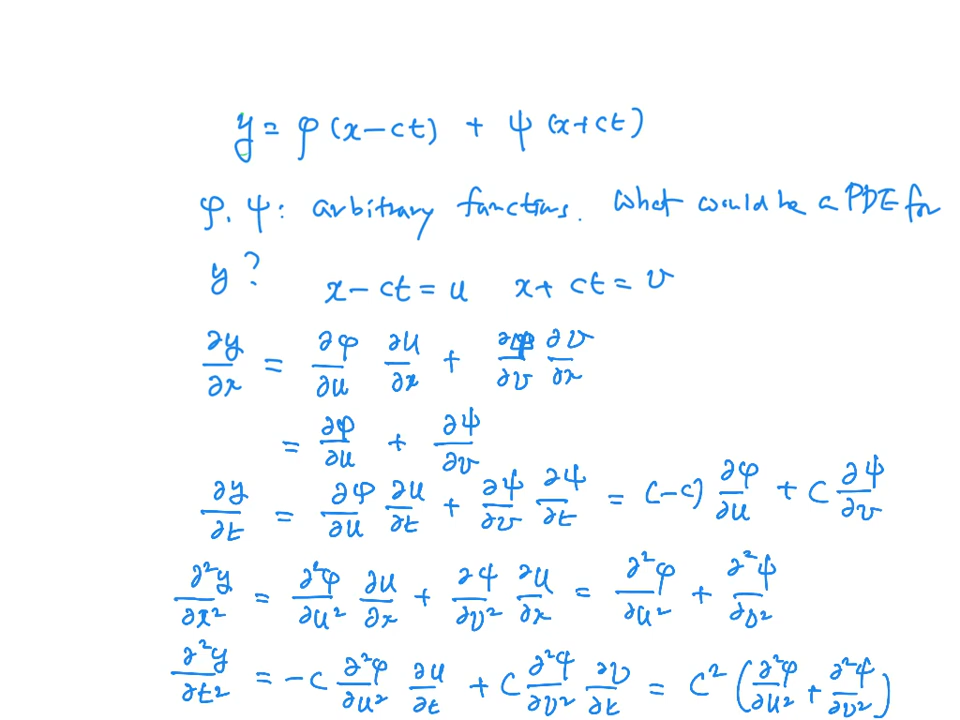 y = φ(x-ct) + ψ(x+ct)
φ, ψ: arbitrary functions. What would be a PDE for
y? x-ct = u x+ct = v
∂y/∂x = ∂φ/∂u ∂u/∂x + ∂ψ/∂v ∂v/∂x
= ∂φ/∂u + ∂ψ/∂v
∂y/∂t = ∂φ/∂u ∂u/∂t + ∂ψ/∂v ∂ψ/∂t = (-c) ∂φ/∂u + c ∂ψ/∂v
∂²y/∂x² = ∂²φ/∂u² ∂u/∂x + ∂ψ/∂v² ∂u/∂x = ∂²φ/∂u² + ∂²ψ/∂v²
∂²y/∂t² = -c ∂²φ/∂u² ∂u/∂t + c ∂²ψ/∂v² ∂v/∂t = c² (∂²φ/∂u² + ∂²ψ/∂v²)